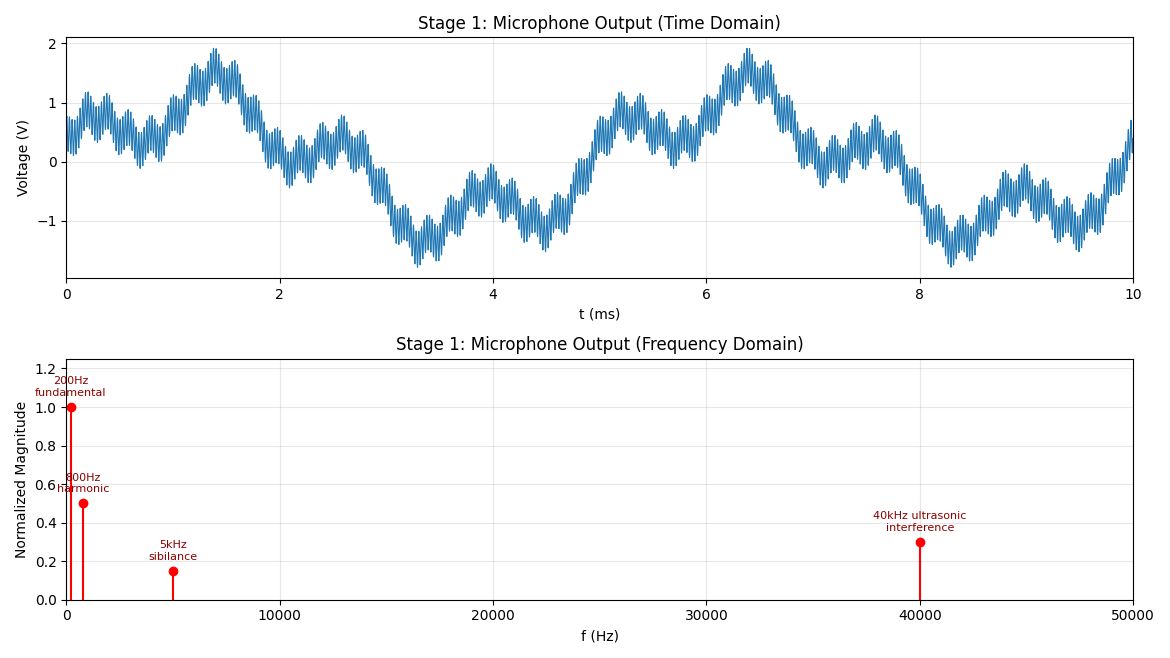 Stage 1: Microphone Output (Time Domain)
Voltage (V)
2
1
0
−1
0
2
4
6
8
10
t (ms)
Stage 1: Microphone Output (Frequency Domain)
Normalized Magnitude
1.2
1.0
0.8
0.6
0.4
0.2
0.0
200Hz
fundamental
800Hz
harmonic
5kHz
sibilance
40kHz ultrasonic
interference
0
10000
20000
30000
40000
50000
f (Hz)